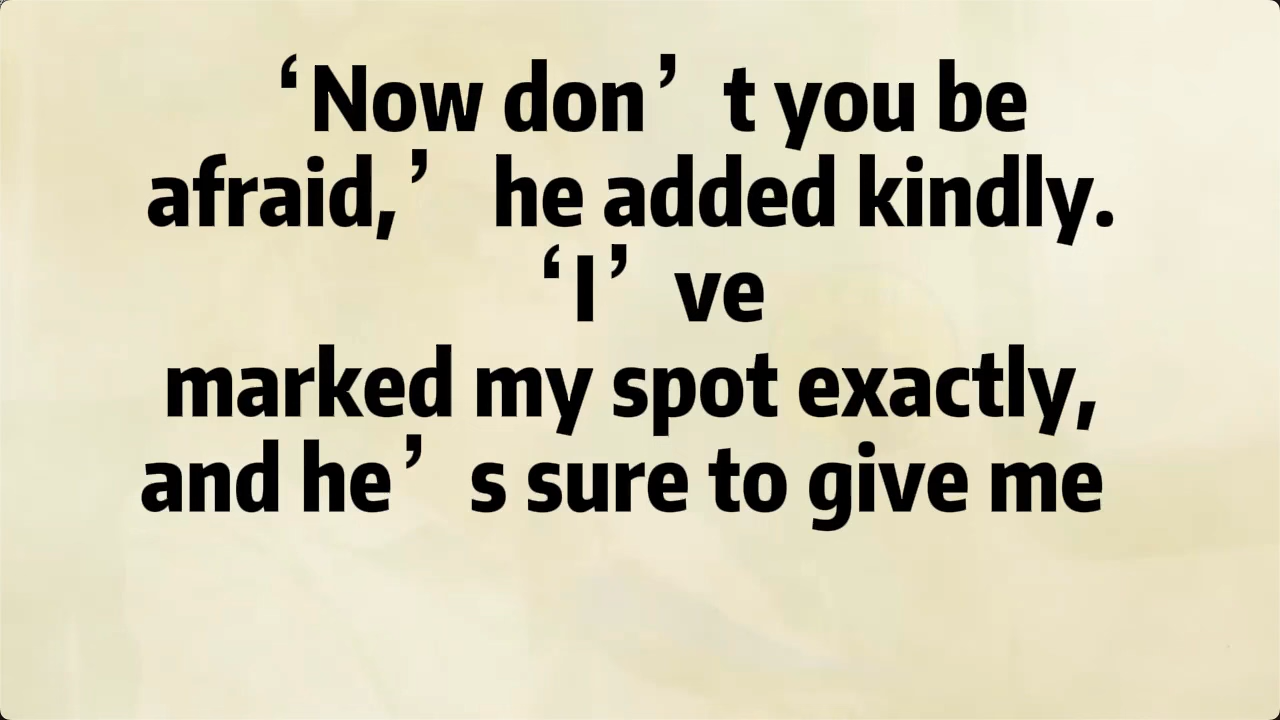 ‘Now don’t you be
afraid,’ he added kindly.
‘I’ve
marked my spot exactly,
and he’s sure to give me